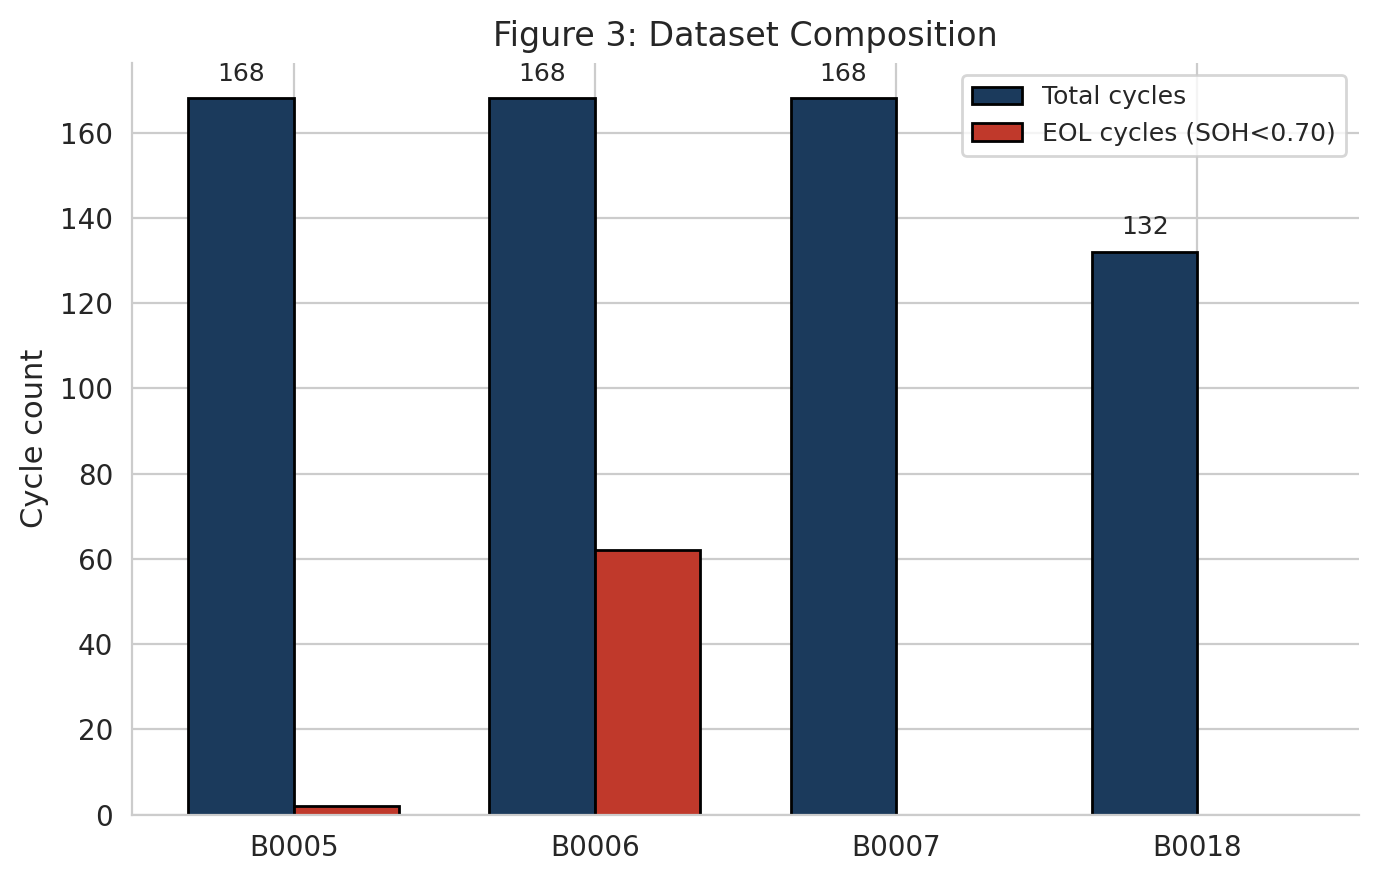 Figure 3: Dataset Composition
168
168
168
132
Total cycles
EOL cycles (SOH<0.70)
Cycle count
160
140
120
100
80
60
40
20
0
B0005
B0006
B0007
B0018